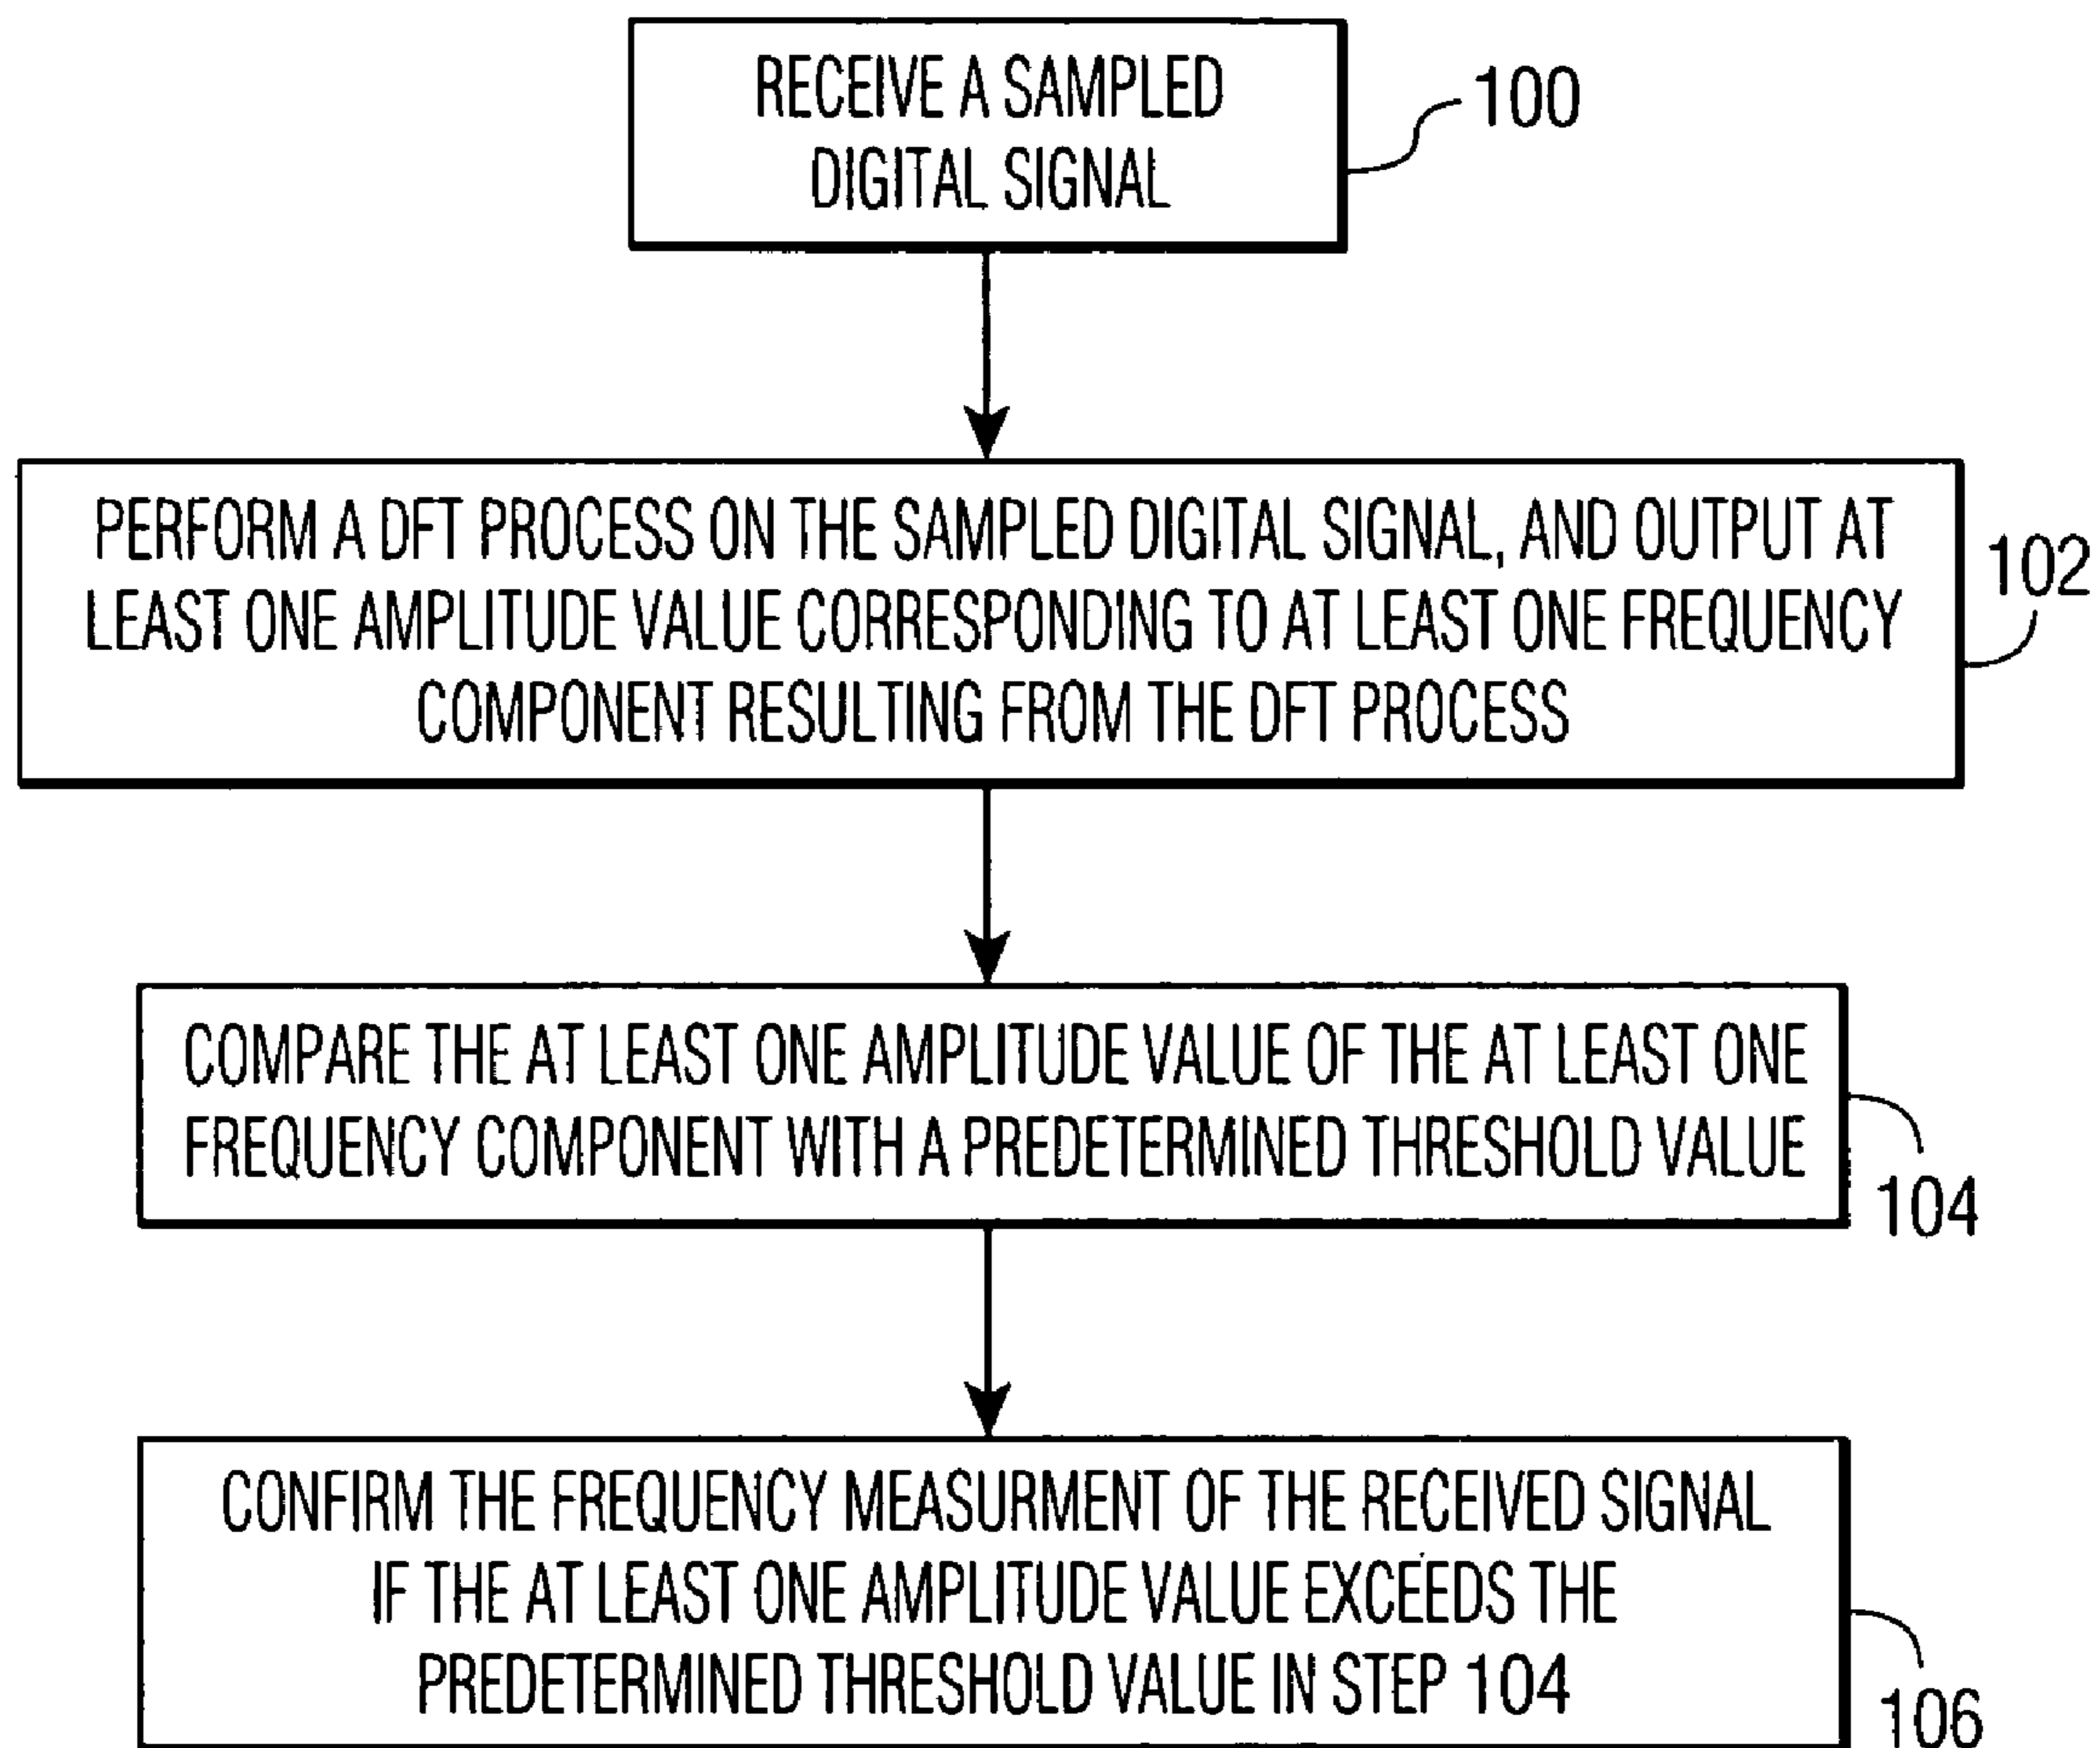 RECEIVE A SAMPLED
DIGITAL SIGNAL
100
PERFORM A DFT PROCESS ON THE SAMPLED DIGITAL SIGNAL, AND OUTPUT AT
LEAST ONE AMPLITUDE VALUE CORRESPONDING TO AT LEAST ONE FREQUENCY
COMPONENT RESULTING FROM THE DFT PROCESS
102
COMPARE THE AT LEAST ONE AMPLITUDE VALUE OF THE AT LEAST ONE
FREQUENCY COMPONENT WITH A PREDETERMINED THRESHOLD VALUE
104
CONFIRM THE FREQUENCY MEASURMENT OF THE RECEIVED SIGNAL
IF THE AT LEAST ONE AMPLITUDE VALUE EXCEEDS THE
PREDETERMINED THRESHOLD VALUE IN STEP 104
106